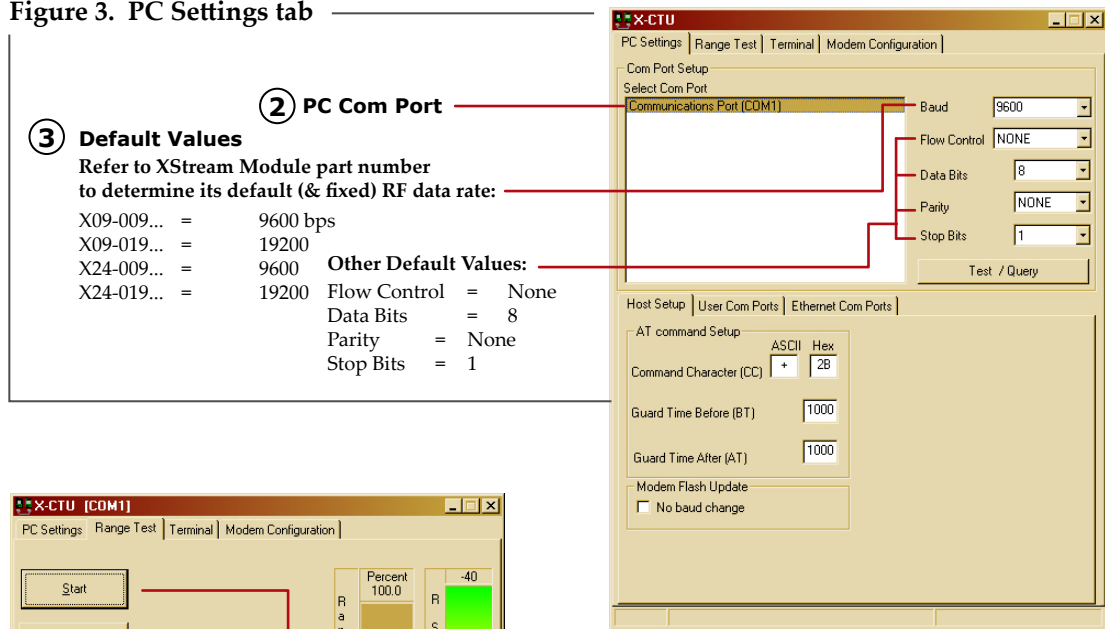 Figure 3. PC Settings tab
② PC Com Port
③ Default Values
Refer to XStream Module part number
to determine its default (& fixed) RF data rate:
X09-009... = 9600 bps
X09-019... = 19200
X24-009... = 9600
X24-019... = 19200
Other Default Values:
Flow Control = None
Data Bits = 8
Parity = None
Stop Bits = 1
X-CTU
PC Settings Range Test Terminal Modem Configuration
Com Port Setup
Select Com Port
Communications Port (COM1)
Baud 9600
Flow Control NONE
Data Bits 8
Parity NONE
Stop Bits 1
Test / Query
Host Setup User Com Ports Ethernet Com Ports
AT command Setup
ASCII Hex
Command Character (CC) + 2B
Guard Time Before (BT) 1000
Guard Time After (AT) 1000
Modem Flash Update
No baud change
X-CTU [COM1]
PC Settings Range Test Terminal Modem Configuration
Start
Percent
100.0
-40
R
a
R
S